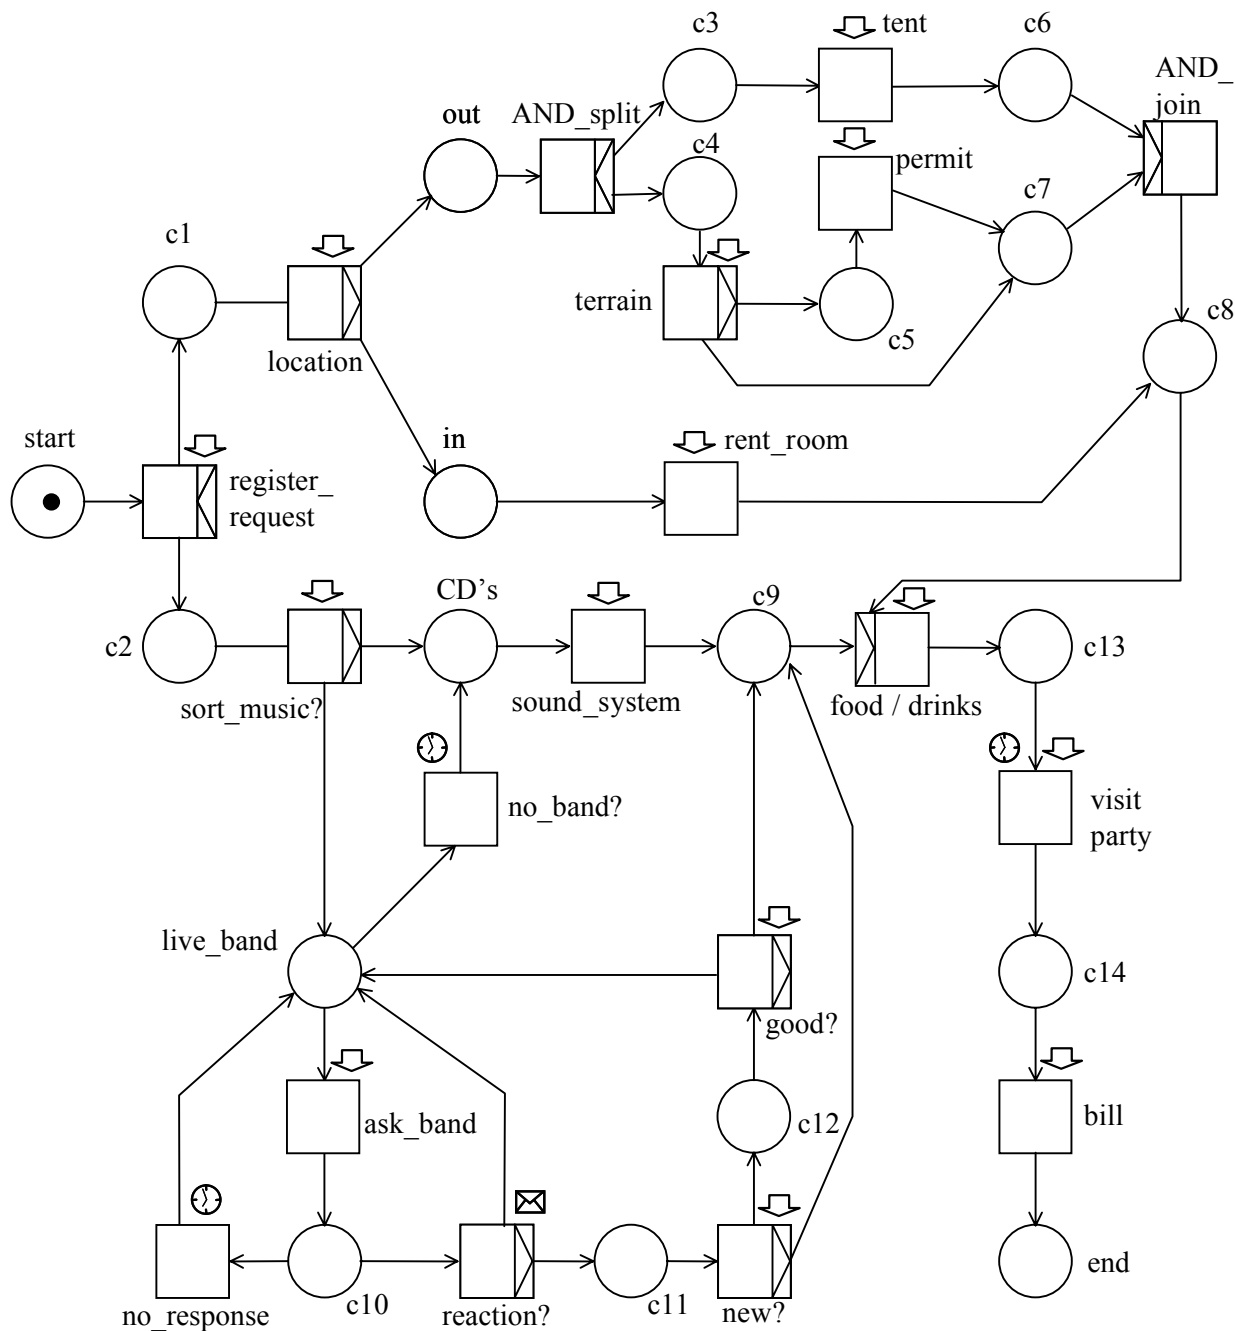 c3
tent
c6
AND_
join
out
AND_split
c4
permit
c7
c1
terrain
c5
c8
location
start
in
rent_room
register_
request
CD's
c9
c2
c13
sort_music?
sound_system
food / drinks
no_band?
visit
party
live_band
c14
good?
ask_band
c12
bill
end
no_response
c10
reaction?
c11
new?